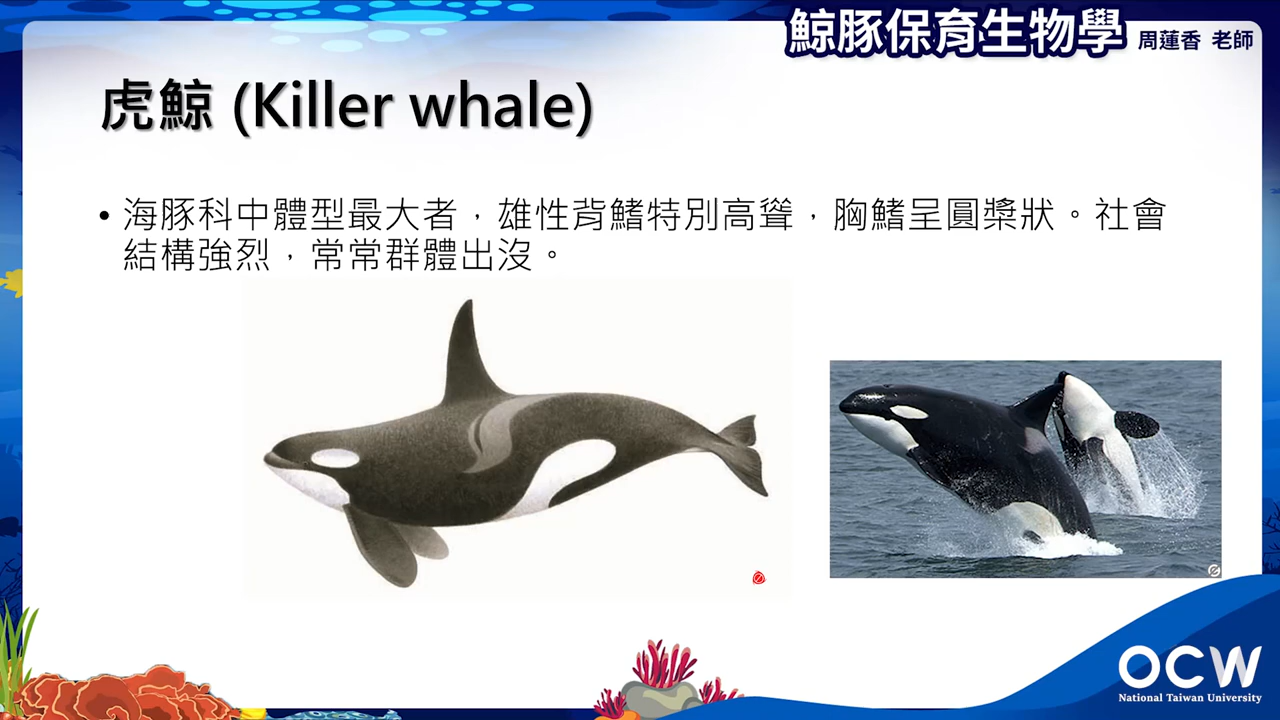 鯨豚保育生物學 周蓮香 老師
虎鯨 (Killer whale)
• 海豚科中體型最大者，雄性背鰭特別高聳，胸鰭呈圓槳狀。社會
結構強烈，常常群體出沒。
OCW
National Taiwan University